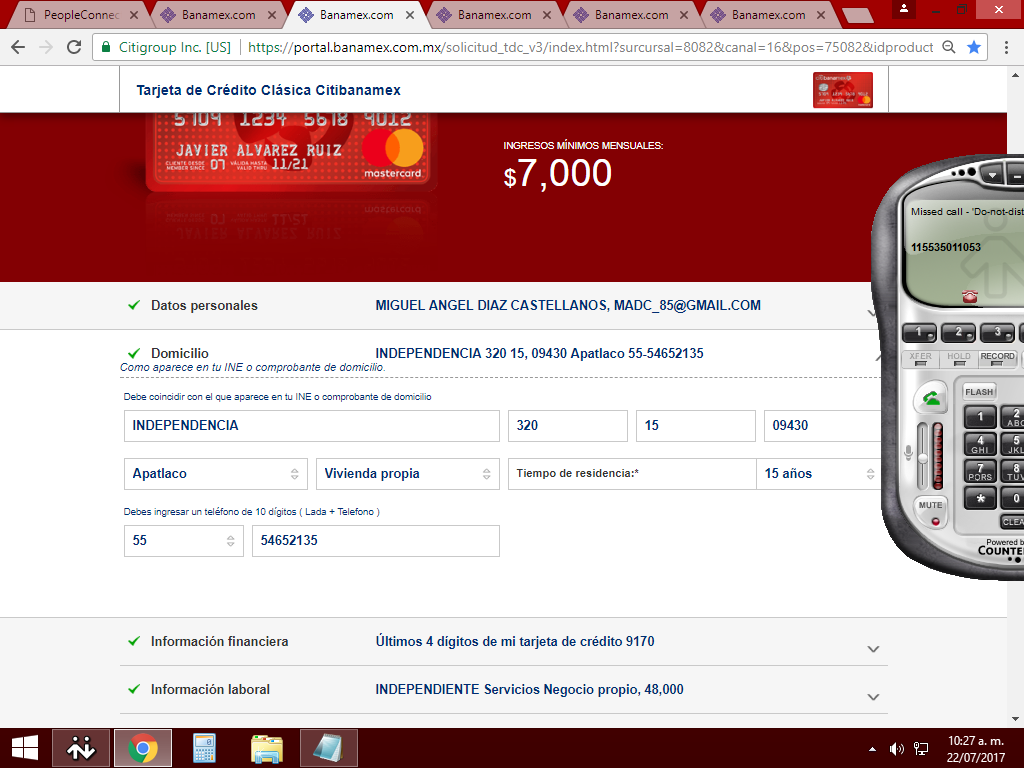 PeopleConnec
Banamex.com
Banamex.com
Banamex.com
Banamex.com
Banamex.com
Citigroup Inc. [US]
https://portal.banamex.com.mx/solicitud_tdc_v3/index.html?surcursal=8082&canal=16&pos=75082&idproduct
Tarjeta de Crédito Clásica Citibanamex
5104 1234 5618 9012
JAVIER ALVAREZ RUIZ
CLIENTE DESDE
MEMBER SINCE 07
VÁLIDA HASTA
VALID THRU 11/21
mastercard
INGRESOS MÍNIMOS MENSUALES:
$7,000
Missed call - 'Do-not-dist
115535011053
1 2 3
XFER HOLD RECORD
FLASH
1 2 ABC
4 GHI 5 JKL
7 PQRS 8 TUV
* 0
MUTE
CLEA
Powered b
COUNTE
Datos personales
MIGUEL ANGEL DIAZ CASTELLANOS, MADC_85@GMAIL.COM
Domicilio
INDEPENDENCIA 320 15, 09430 Apatlaco 55-54652135
Como aparece en tu INE o comprobante de domicilio.
Debe coincidir con el que aparece en tu INE o comprobante de domicilio
INDEPENDENCIA
320
15
09430
Apatlaco
Vivienda propia
Tiempo de residencia:*
15 años
Debes ingresar un teléfono de 10 dígitos ( Lada + Telefono )
55
54652135
Información financiera
Últimos 4 dígitos de mi tarjeta de crédito 9170
Información laboral
INDEPENDIENTE Servicios Negocio propio, 48,000
10:27 a. m.
22/07/2017